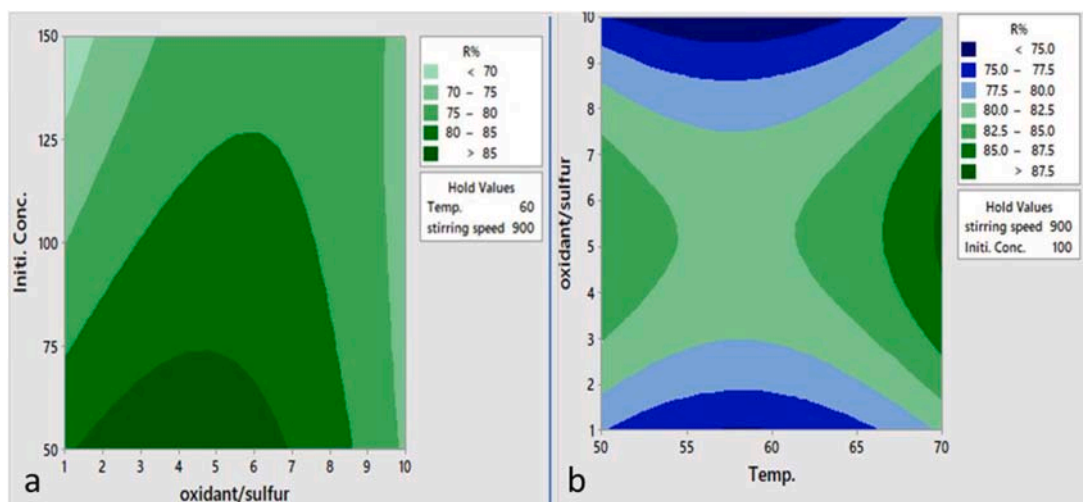 150
125
100
75
50
Initi. Conc.
1 2 3 4 5 6 7 8 9 10
oxidant/sulfur
R%
< 70
70 – 75
75 – 80
80 – 85
> 85
Hold Values
Temp. 60
stirring speed 900
a
10
9
8
7
6
5
4
3
2
1
oxidant/sulfur
50 55 60 65 70
Temp.
R%
< 75.0
75.0 – 77.5
77.5 – 80.0
80.0 – 82.5
82.5 – 85.0
85.0 – 87.5
> 87.5
Hold Values
stirring speed 900
Initi. Conc. 100
b